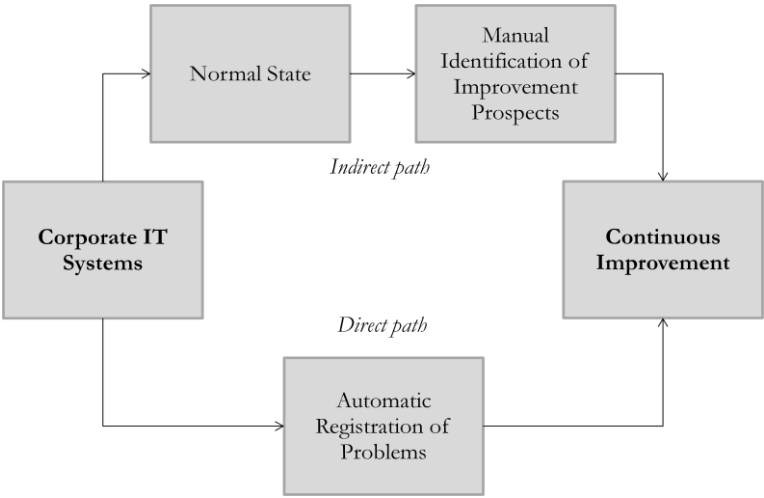 Normal State
Manual
Identification of
Improvement
Prospects
Indirect path
Corporate IT
Systems
Continuous
Improvement
Direct path
Automatic
Registration of
Problems